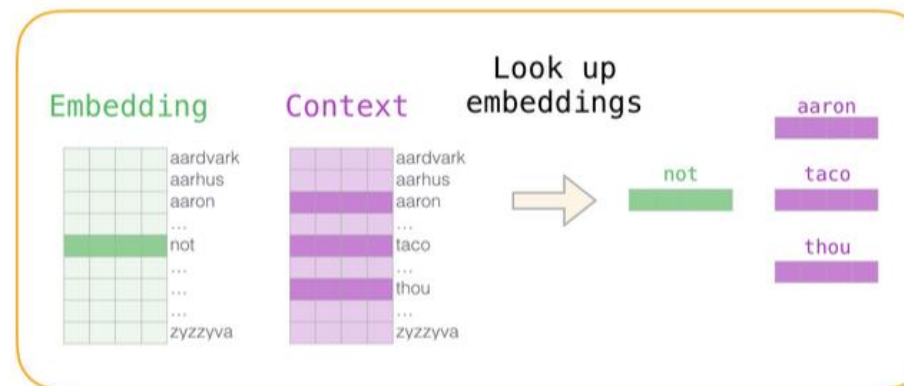 Embedding
aardvark
aarhus
aaron
...
not
...
...
...
zyzzyva
Context
aardvark
aarhus
aaron
...
taco
...
thou
...
zyzzyva
Look up
embeddings
not
aaron
taco
thou